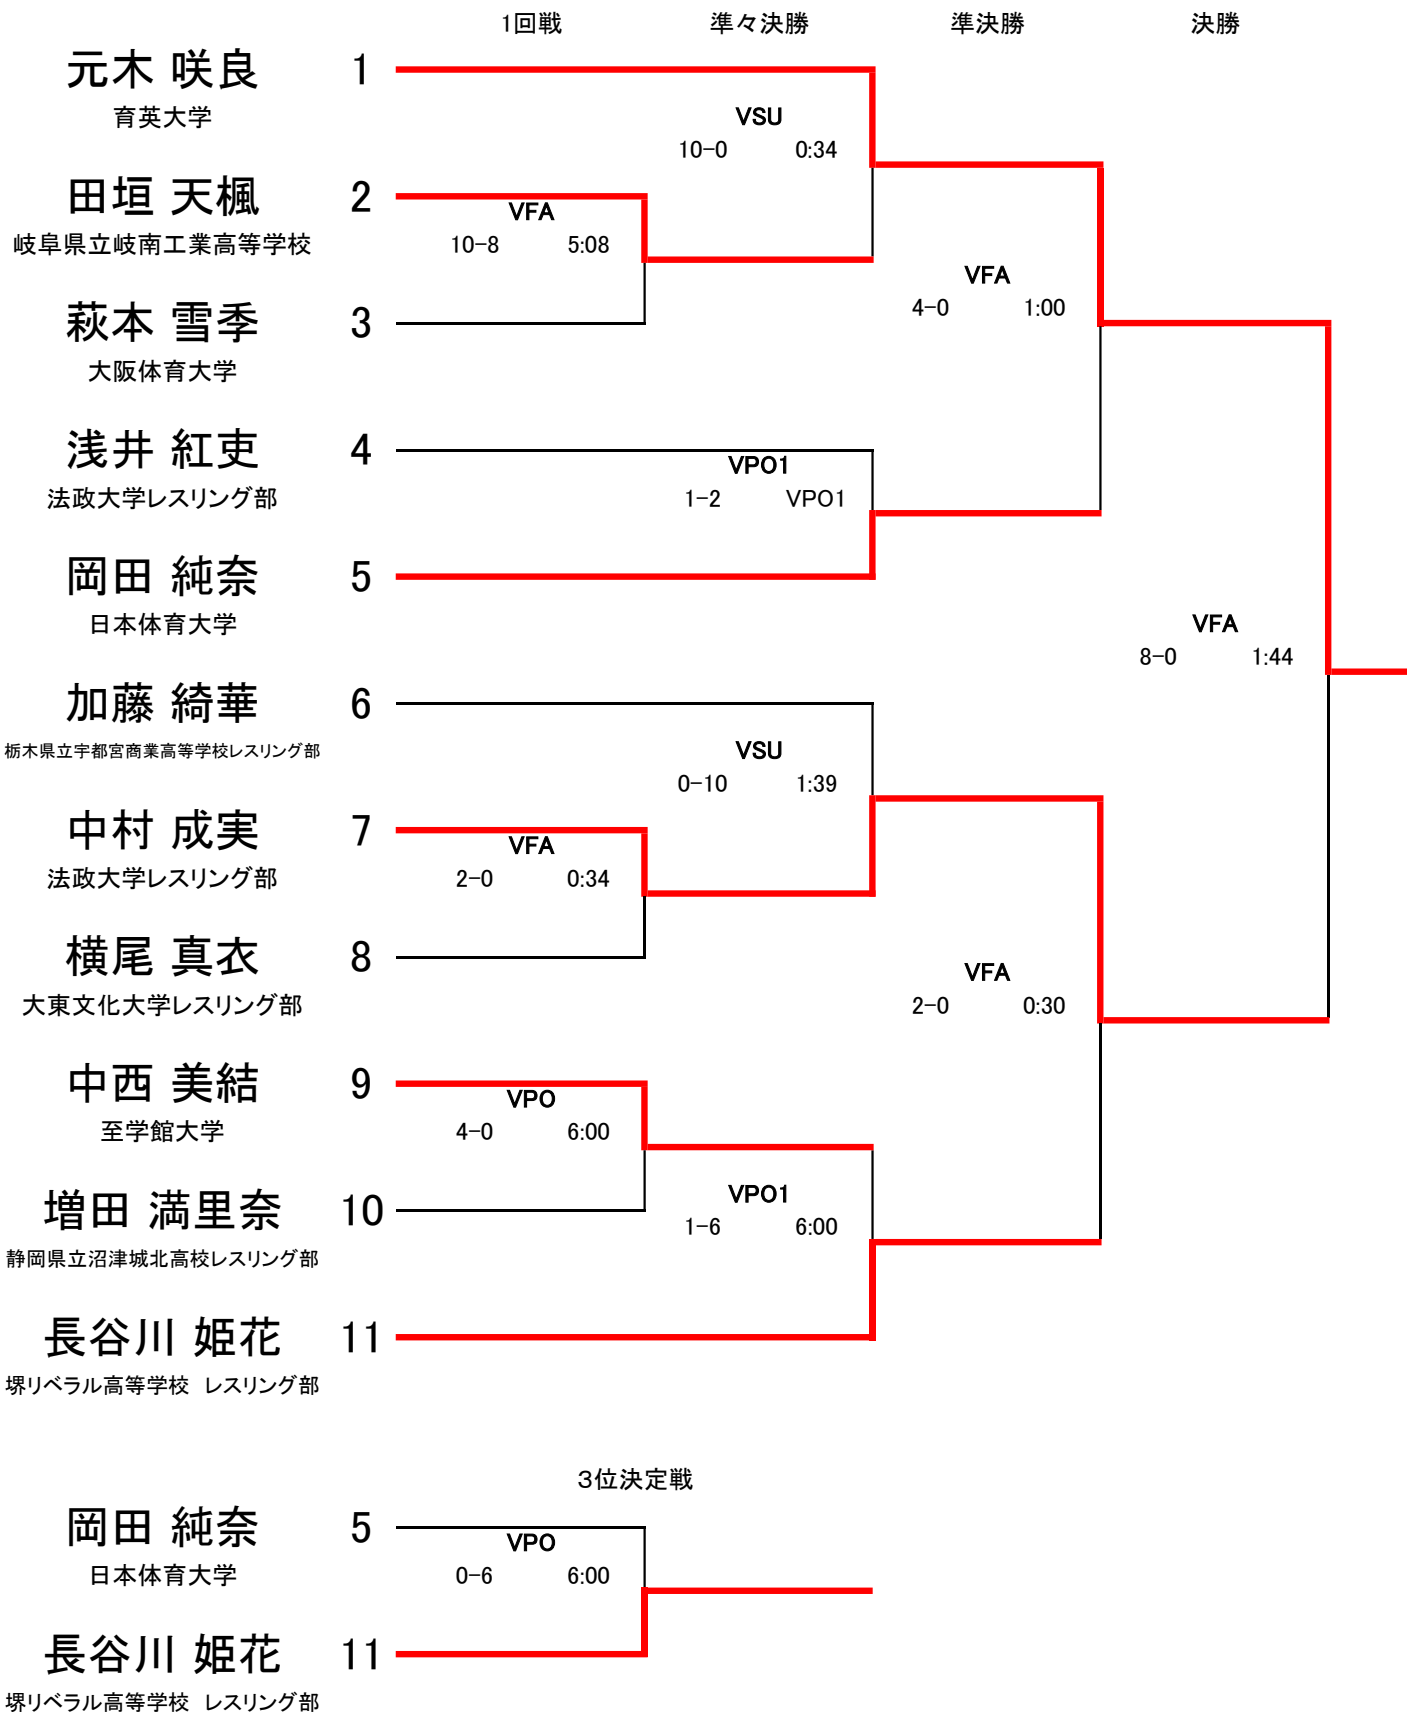 1回戦 準々決勝 準決勝 決勝
元木 咲良 1
育英大学
VSU
10-0 0:34
田垣 天楓 2
VFA
岐阜県立岐南工業高等学校
10-8 5:08
VFA
4-0 1:00
萩本 雪季 3
大阪体育大学
浅井 紅吏 4
VPO1
法政大学レスリング部
1-2 VPO1
岡田 純奈 5
日本体育大学
VFA
8-0 1:44
加藤 綺華 6
栃木県立宇都宮商業高等学校レスリング部
VSU
0-10 1:39
中村 成実 7
VFA
法政大学レスリング部
2-0 0:34
横尾 真衣 8
大東文化大学レスリング部
VFA
2-0 0:30
中西 美結 9
VPO
至学館大学
4-0 6:00
増田 満里奈 10
VPO1
1-6 6:00
静岡県立沼津城北高校レスリング部
長谷川 姫花 11
堺リベラル高等学校 レスリング部
3位決定戦
岡田 純奈 5
VPO
日本体育大学
0-6 6:00
長谷川 姫花 11
堺リベラル高等学校 レスリング部